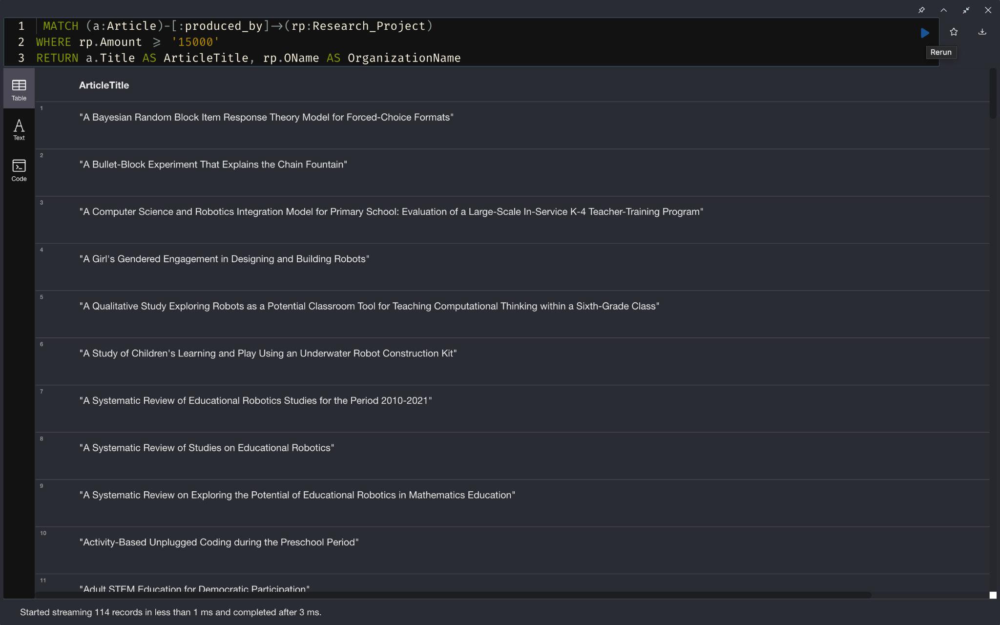 1 MATCH (a:Article)-[:produced_by]->(rp:Research_Project)
2 WHERE rp.Amount >= '15000'
3 RETURN a.Title AS ArticleTitle, rp.OName AS OrganizationName
Rerun
Table
Text
Code
ArticleTitle
1
"A Bayesian Random Block Item Response Theory Model for Forced-Choice Formats"
2
"A Bullet-Block Experiment That Explains the Chain Fountain"
3
"A Computer Science and Robotics Integration Model for Primary School: Evaluation of a Large-Scale In-Service K-4 Teacher-Training Program"
4
"A Girl's Gendered Engagement in Designing and Building Robots"
5
"A Qualitative Study Exploring Robots as a Potential Classroom Tool for Teaching Computational Thinking within a Sixth-Grade Class"
6
"A Study of Children's Learning and Play Using an Underwater Robot Construction Kit"
7
"A Systematic Review of Educational Robotics Studies for the Period 2010-2021"
8
"A Systematic Review of Studies on Educational Robotics"
9
"A Systematic Review on Exploring the Potential of Educational Robotics in Mathematics Education"
10
"Activity-Based Unplugged Coding during the Preschool Period"
11
"Adult STEM Education for Democratic Participation"
Started streaming 114 records in less than 1 ms and completed after 3 ms.